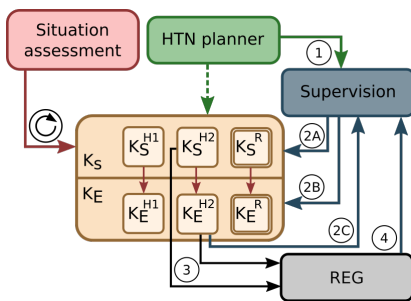 Situation
assessment
HTN planner
1
Supervision
2A
K_S^H1 K_S^H2 K_S^R
K_S
2B
K_E
K_E^H1 K_E^H2 K_E^R
2C
3
4
REG